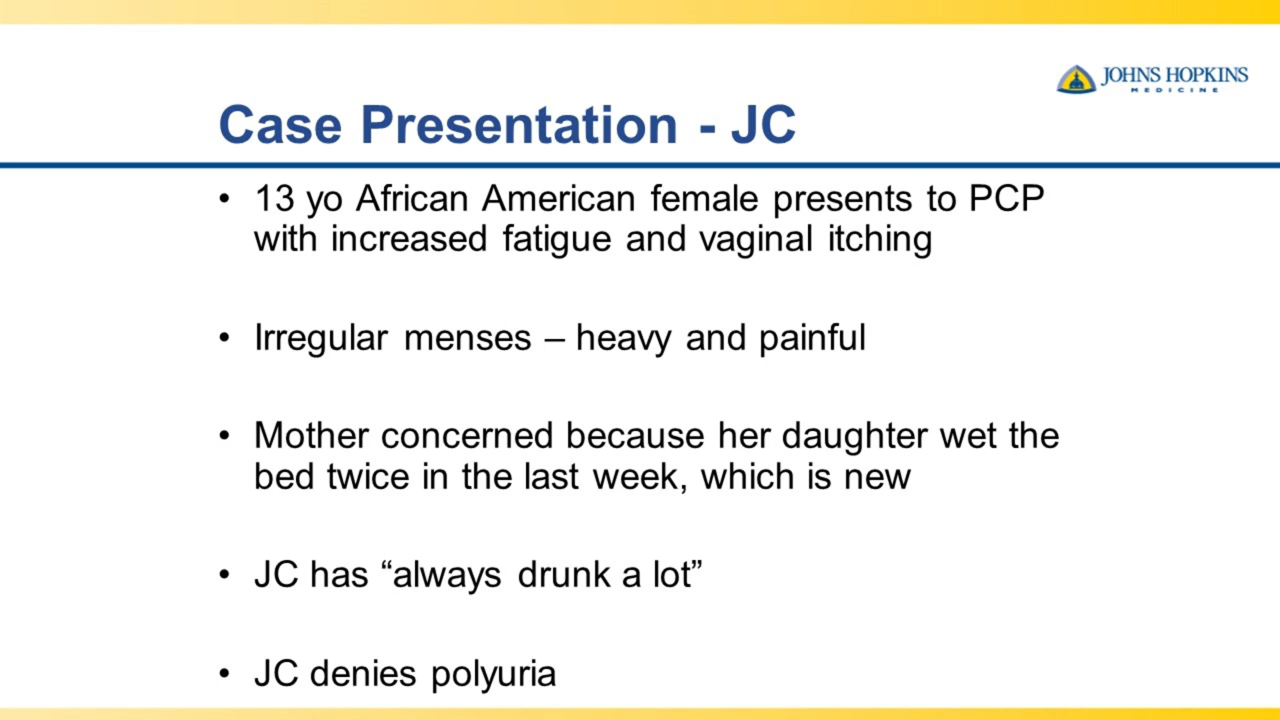 JOHNS HOPKINS
MEDICINE
Case Presentation - JC
• 13 yo African American female presents to PCP
with increased fatigue and vaginal itching
• Irregular menses – heavy and painful
• Mother concerned because her daughter wet the
bed twice in the last week, which is new
• JC has “always drunk a lot”
• JC denies polyuria